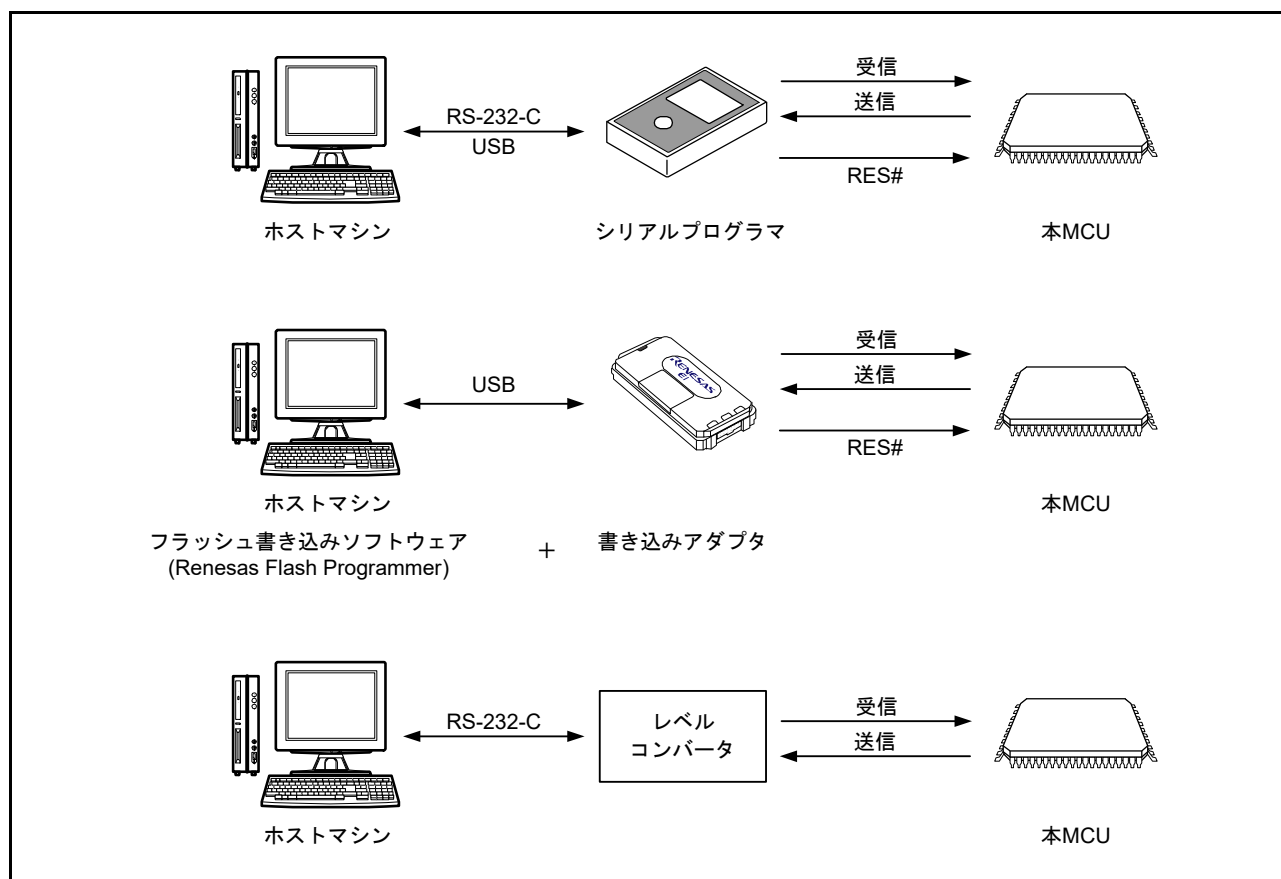 RS-232-C
USB
受信
送信
RES#
ホストマシン
シリアルプログラマ
本MCU
USB
RENESAS
E1
受信
送信
RES#
ホストマシン
本MCU
フラッシュ書き込みソフトウェア
(Renesas Flash Programmer)
+
書き込みアダプタ
RS-232-C
レベル
コンバータ
受信
送信
ホストマシン
本MCU